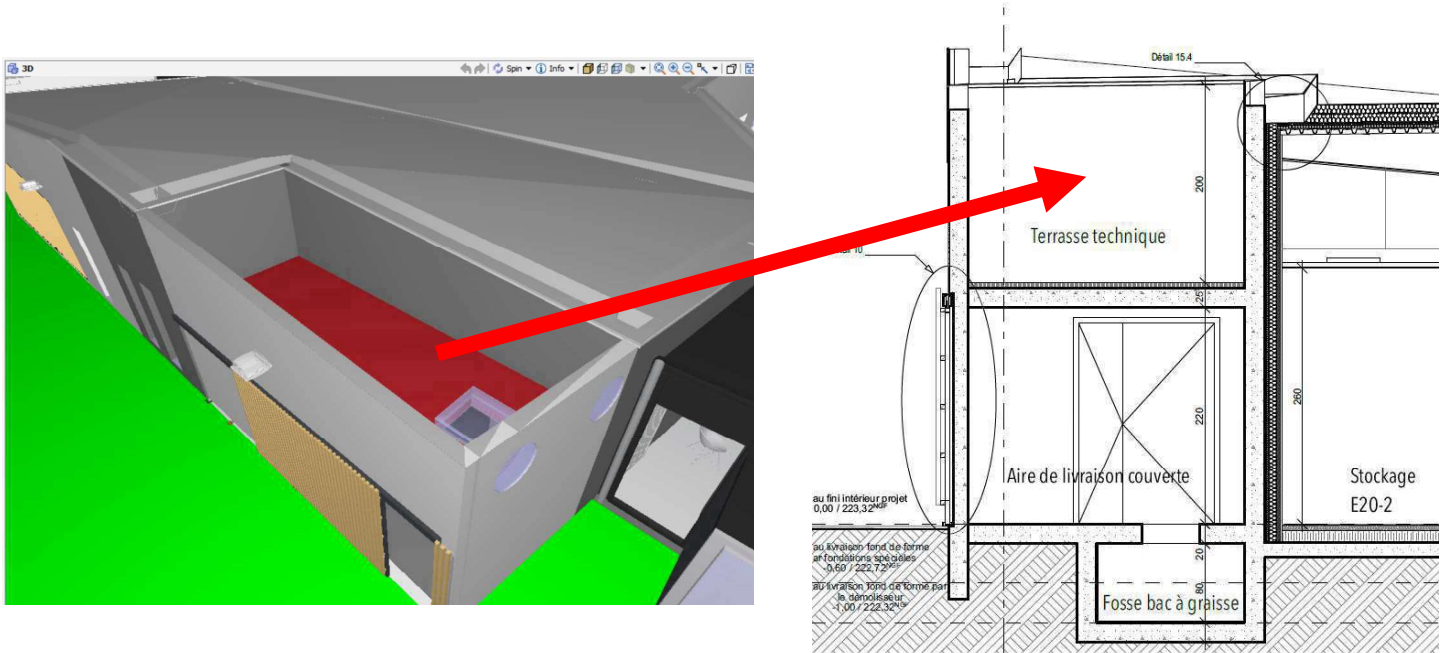 3D
Spin
Info
Détail 15.4
200
Terrasse technique
25
260
220
Aire de livraison couverte
Stockage
E20-2
au fini intérieur projet
0,00 / 223,32NGF
au livraison fond de forme
ar fondations spéciales
-0,60 / 222,72NGF
20
au livraison fond de forme par
le démolisseur
-1,00 / 222,32NGF
80
Fosse bac à graisse